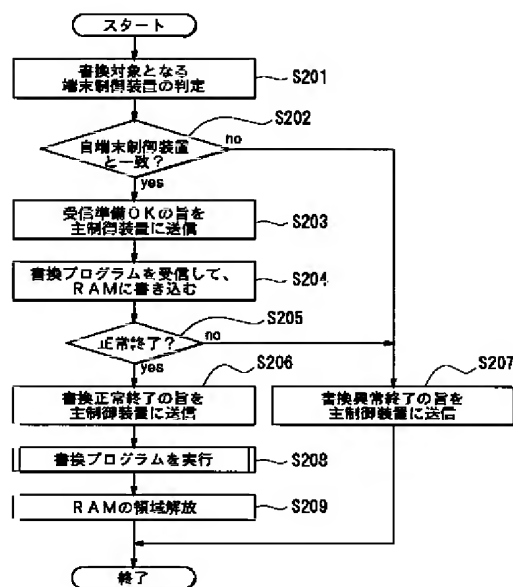 スタート
書換対象となる
端末制御装置の判定
S201
S202
自端末制御装置
と一致？
no
yes
受信準備OKの旨を
主制御装置に送信
S203
書換プログラムを受信して、
RAMに書き込む
S204
S205
正常終了？
no
yes
S206
書換正常終了の旨を
主制御装置に送信
S207
書換異常終了の旨を
主制御装置に送信
書換プログラムを実行
S208
RAMの領域解放
S209
終了